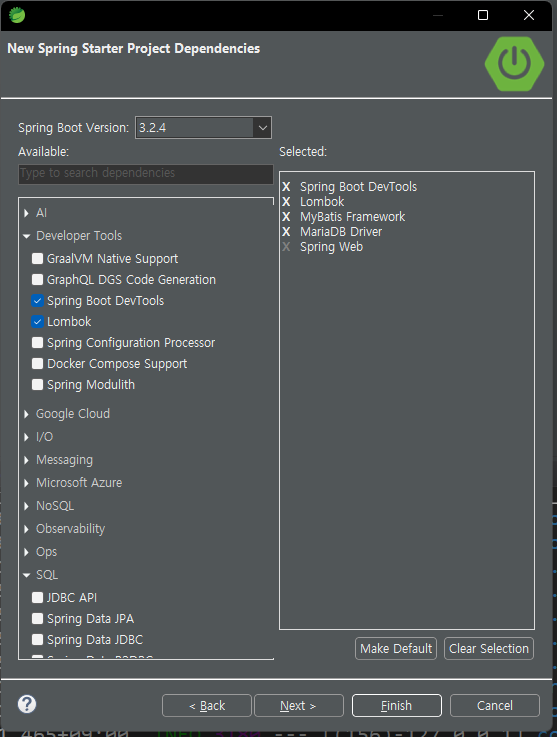 New Spring Starter Project Dependencies
Spring Boot Version: 3.2.4
Available:
Type to search dependencies
AI
Developer Tools
GraalVM Native Support
GraphQL DGS Code Generation
Spring Boot DevTools
Lombok
Spring Configuration Processor
Docker Compose Support
Spring Modulith
Google Cloud
I/O
Messaging
Microsoft Azure
NoSQL
Observability
Ops
SQL
JDBC API
Spring Data JPA
Spring Data JDBC
Selected:
X Spring Boot DevTools
X Lombok
X MyBatis Framework
X MariaDB Driver
X Spring Web
Make Default
Clear Selection
?
< Back
Next >
Finish
Cancel